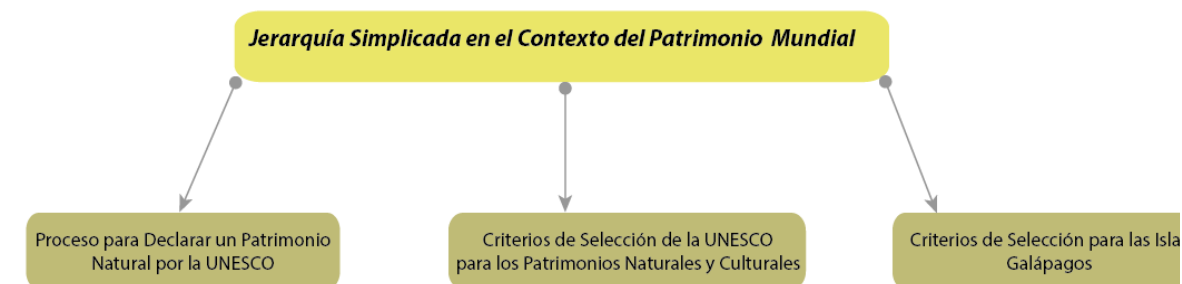 Jerarquía Simplicada en el Contexto del Patrimonio Mundial
Proceso para Declarar un Patrimonio
Natural por la UNESCO
Criterios de Selección de la UNESCO
para los Patrimonios Naturales y Culturales
Criterios de Selección para las Isla
Galápagos